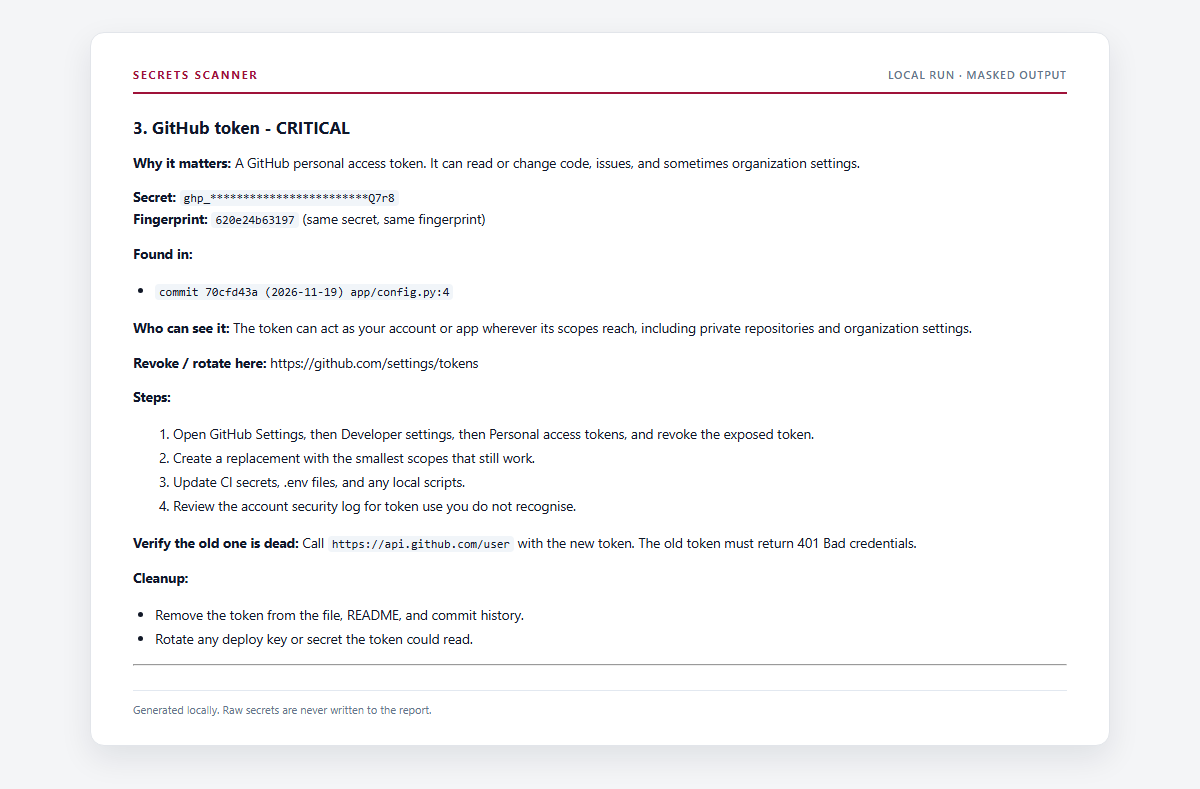 SECRETS SCANNER
LOCAL RUN · MASKED OUTPUT
3. GitHub token - CRITICAL
Why it matters: A GitHub personal access token. It can read or change code, issues, and sometimes organization settings.
Secret: ghp_************************Q7r8
Fingerprint: 620e24b63197 (same secret, same fingerprint)
Found in:
• commit 70cfd43a (2026-11-19) app/config.py:4
Who can see it: The token can act as your account or app wherever its scopes reach, including private repositories and organization settings.
Revoke / rotate here: https://github.com/settings/tokens
Steps:
1. Open GitHub Settings, then Developer settings, then Personal access tokens, and revoke the exposed token.
2. Create a replacement with the smallest scopes that still work.
3. Update CI secrets, .env files, and any local scripts.
4. Review the account security log for token use you do not recognise.
Verify the old one is dead: Call https://api.github.com/user with the new token. The old token must return 401 Bad credentials.
Cleanup:
• Remove the token from the file, README, and commit history.
• Rotate any deploy key or secret the token could read.
Generated locally. Raw secrets are never written to the report.